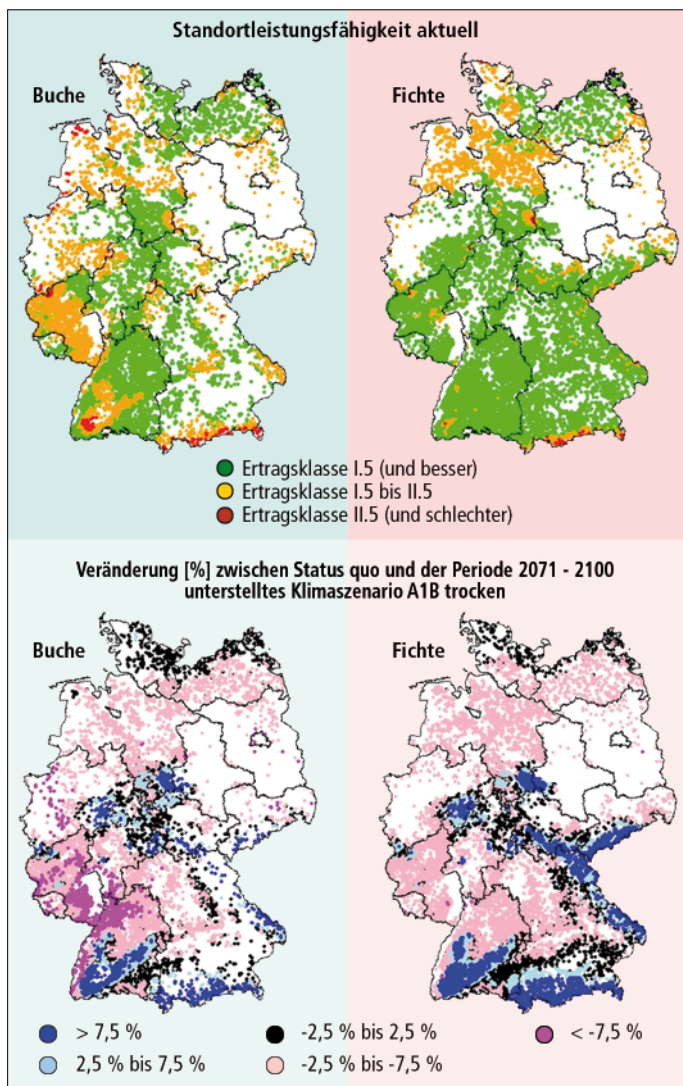 Standortleistungsfähigkeit aktuell
Buche
Fichte
Ertragsklasse I.5 (und besser)
Ertragsklasse I.5 bis II.5
Ertragsklasse II.5 (und schlechter)
Veränderung [%] zwischen Status quo und der Periode 2071 - 2100
unterstelltes Klimaszenario A1B trocken
Buche
Fichte
> 7,5 %
-2,5 % bis 2,5 %
< -7,5 %
2,5 % bis 7,5 %
-2,5 % bis -7,5 %